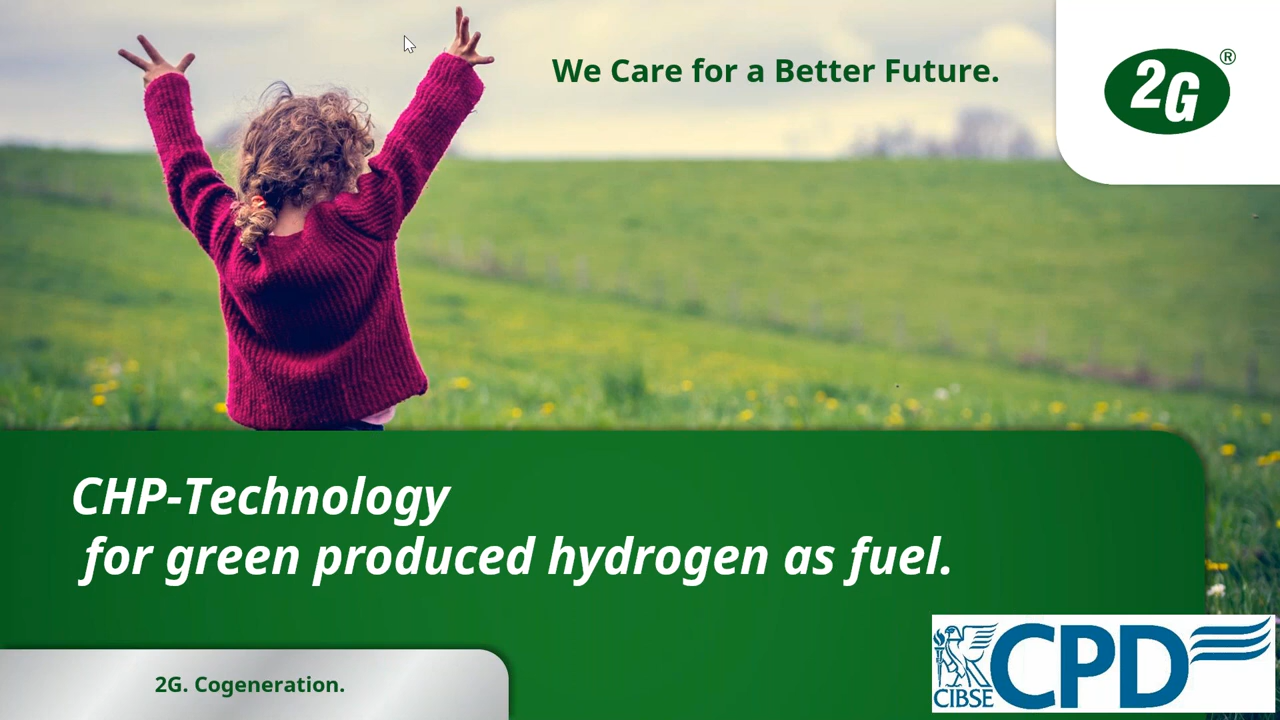 We Care for a Better Future.
2G®
CHP-Technology
for green produced hydrogen as fuel.
2G. Cogeneration.
CIBSE
CPD